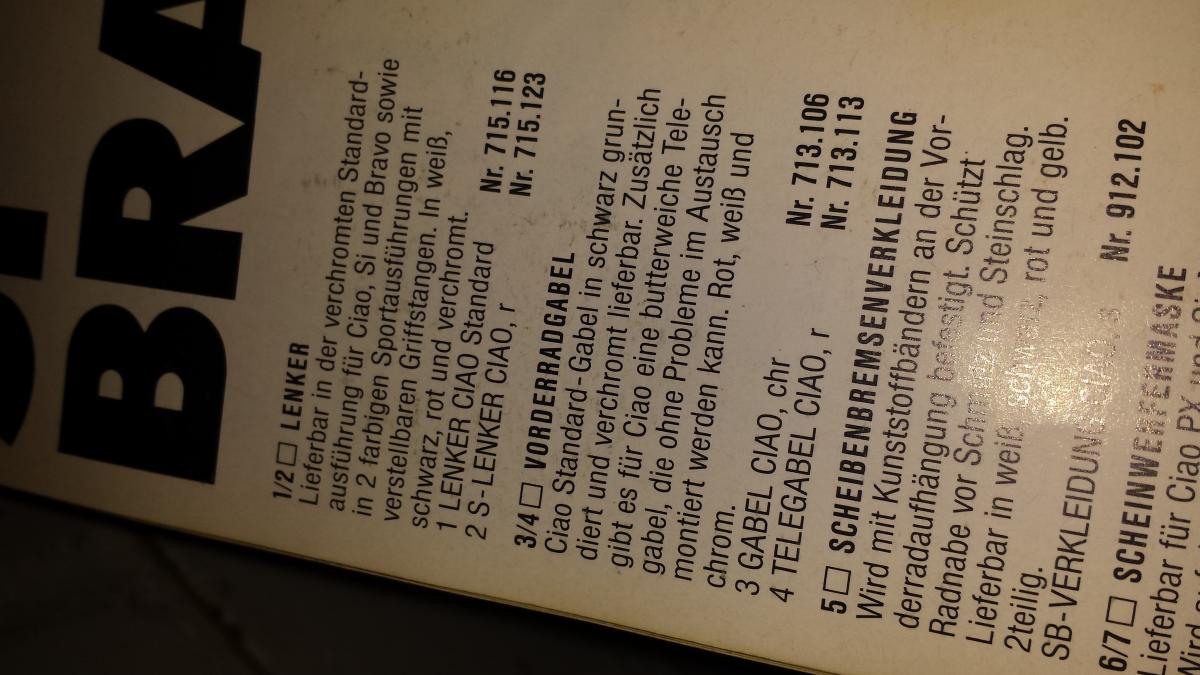 BRA
1/2 □ LENKER
Lieferbar in der verchromten Standard-
ausführung für Ciao, Si und Bravo sowie
in 2 farbigen Sportausführungen mit
verstellbaren Griffstangen. In weiß,
schwarz, rot und verchromt.
1 LENKER CIAO Standard Nr. 715.116
2 S-LENKER CIAO, r Nr. 715.123
3/4 □ VORDERRADGABEL
Ciao Standard-Gabel in schwarz grun-
diert und verchromt lieferbar. Zusätzlich
gibt es für Ciao eine butterweiche Tele-
gabel, die ohne Probleme im Austausch
montiert werden kann. Rot, weiß und
chrom.
3 GABEL CIAO, chr Nr. 713.106
4 TELEGABEL CIAO, r Nr. 713.113
5 □ SCHEIBENBREMSENVERKLEIDUNG
Wird mit Kunststoffbändern an der Vor-
derradaufhängung befestigt. Schützt
Radnabe vor Schmutz und Steinschlag.
Lieferbar in weiß, schwarz, rot und gelb.
2teilig.
SB-VERKLEIDUNG CIAO, s Nr. 912.102
6/7 □ SCHEINWERFERMASKE
Lieferbar für Ciao PX und
Wird